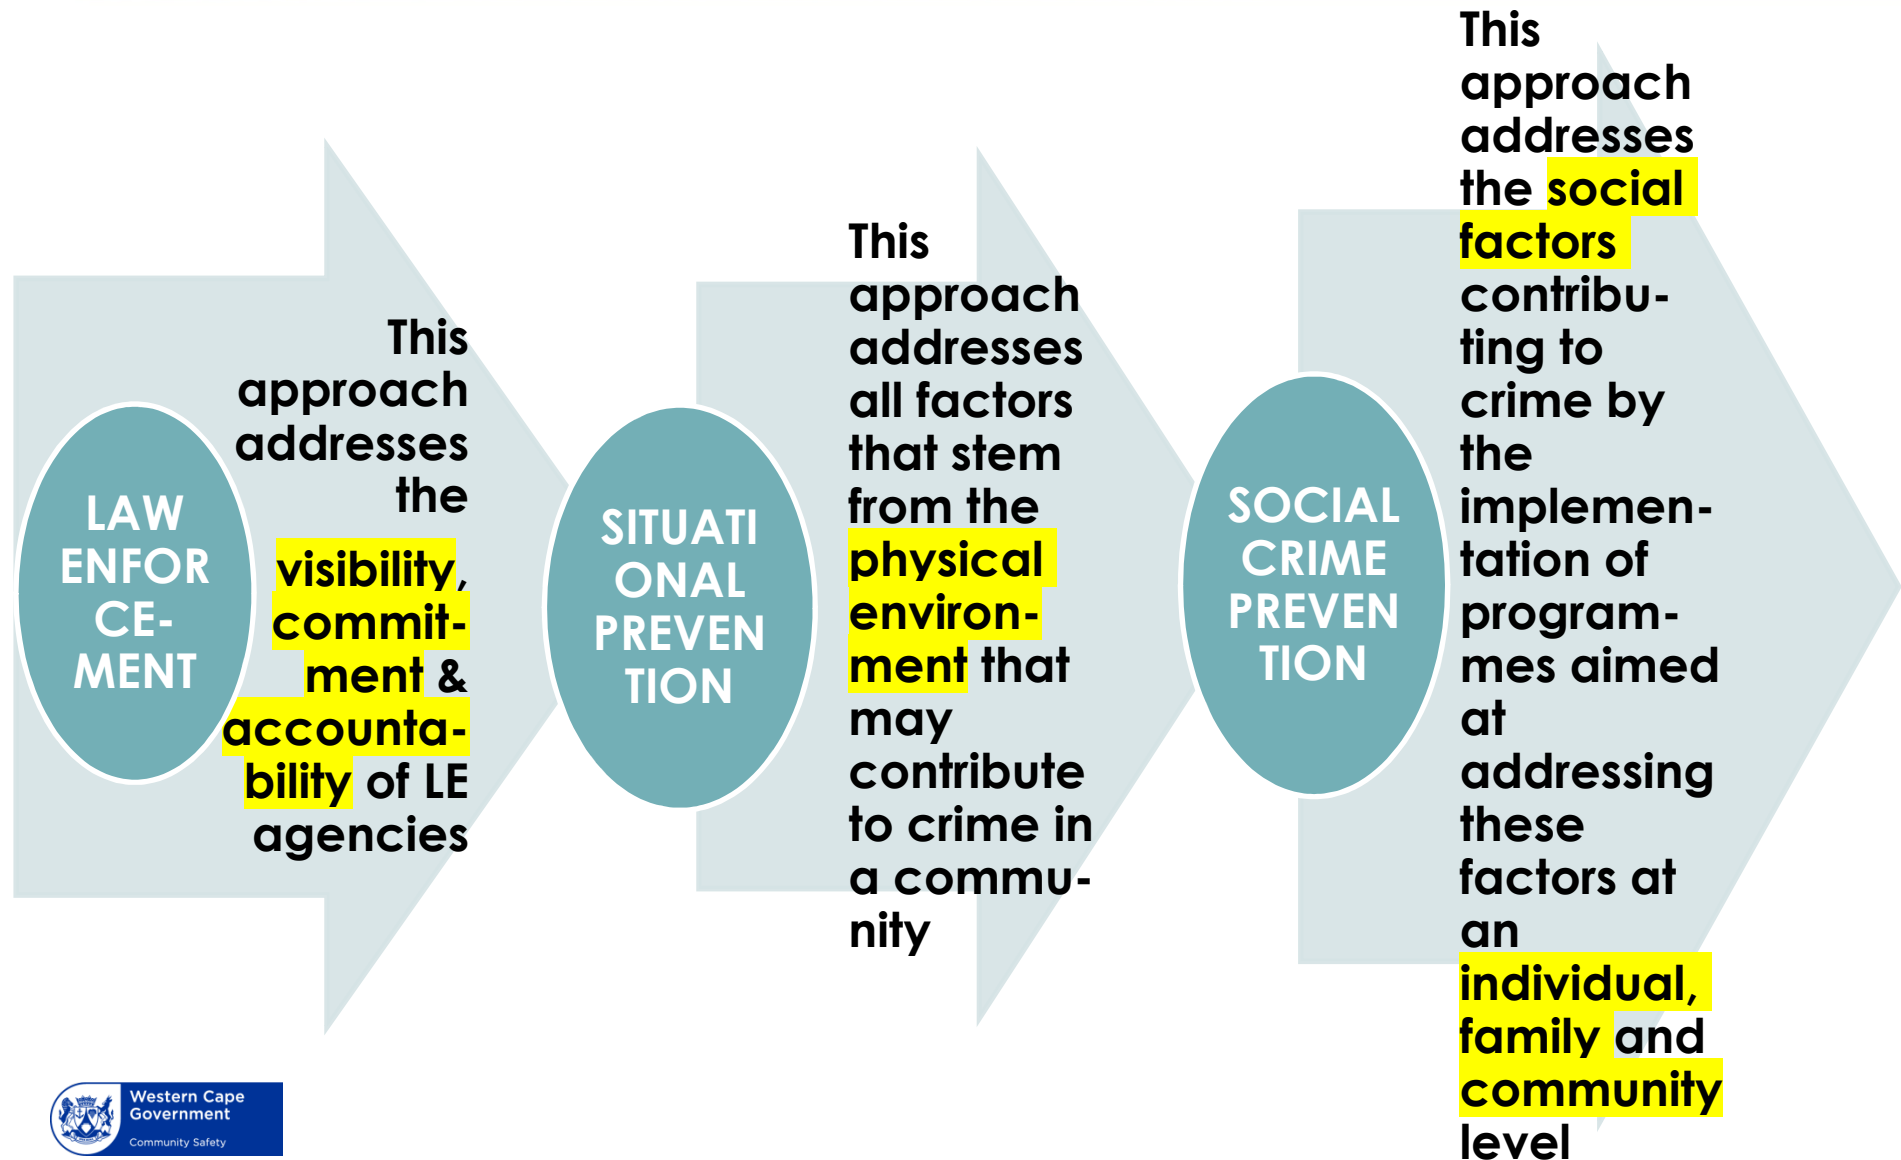 LAW
ENFOR
CE-
MENT
This
approach
addresses
the
visibility,
commit-
ment &
accounta-
bility of LE
agencies
SITUATI
ONAL
PREVEN
TION
This
approach
addresses
all factors
that stem
from the
physical
environ-
ment that
may
contribute
to crime in
a commu-
nity
SOCIAL
CRIME
PREVEN
TION
This
approach
addresses
the social
factors
contribu-
ting to
crime by
the
implemen-
tation of
program-
mes aimed
at
addressing
these
factors at
an
individual,
family and
community
level
Western Cape
Government
Community Safety